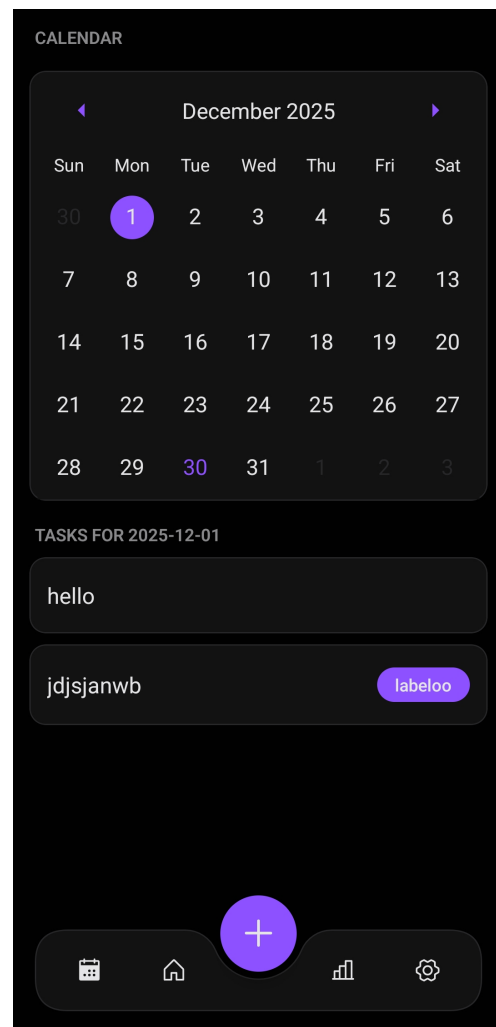 CALENDAR
December 2025
Sun Mon Tue Wed Thu Fri Sat
30 1 2 3 4 5 6
7 8 9 10 11 12 13
14 15 16 17 18 19 20
21 22 23 24 25 26 27
28 29 30 31 1 2 3
TASKS FOR 2025-12-01
hello
jdjsjanwb labeloo